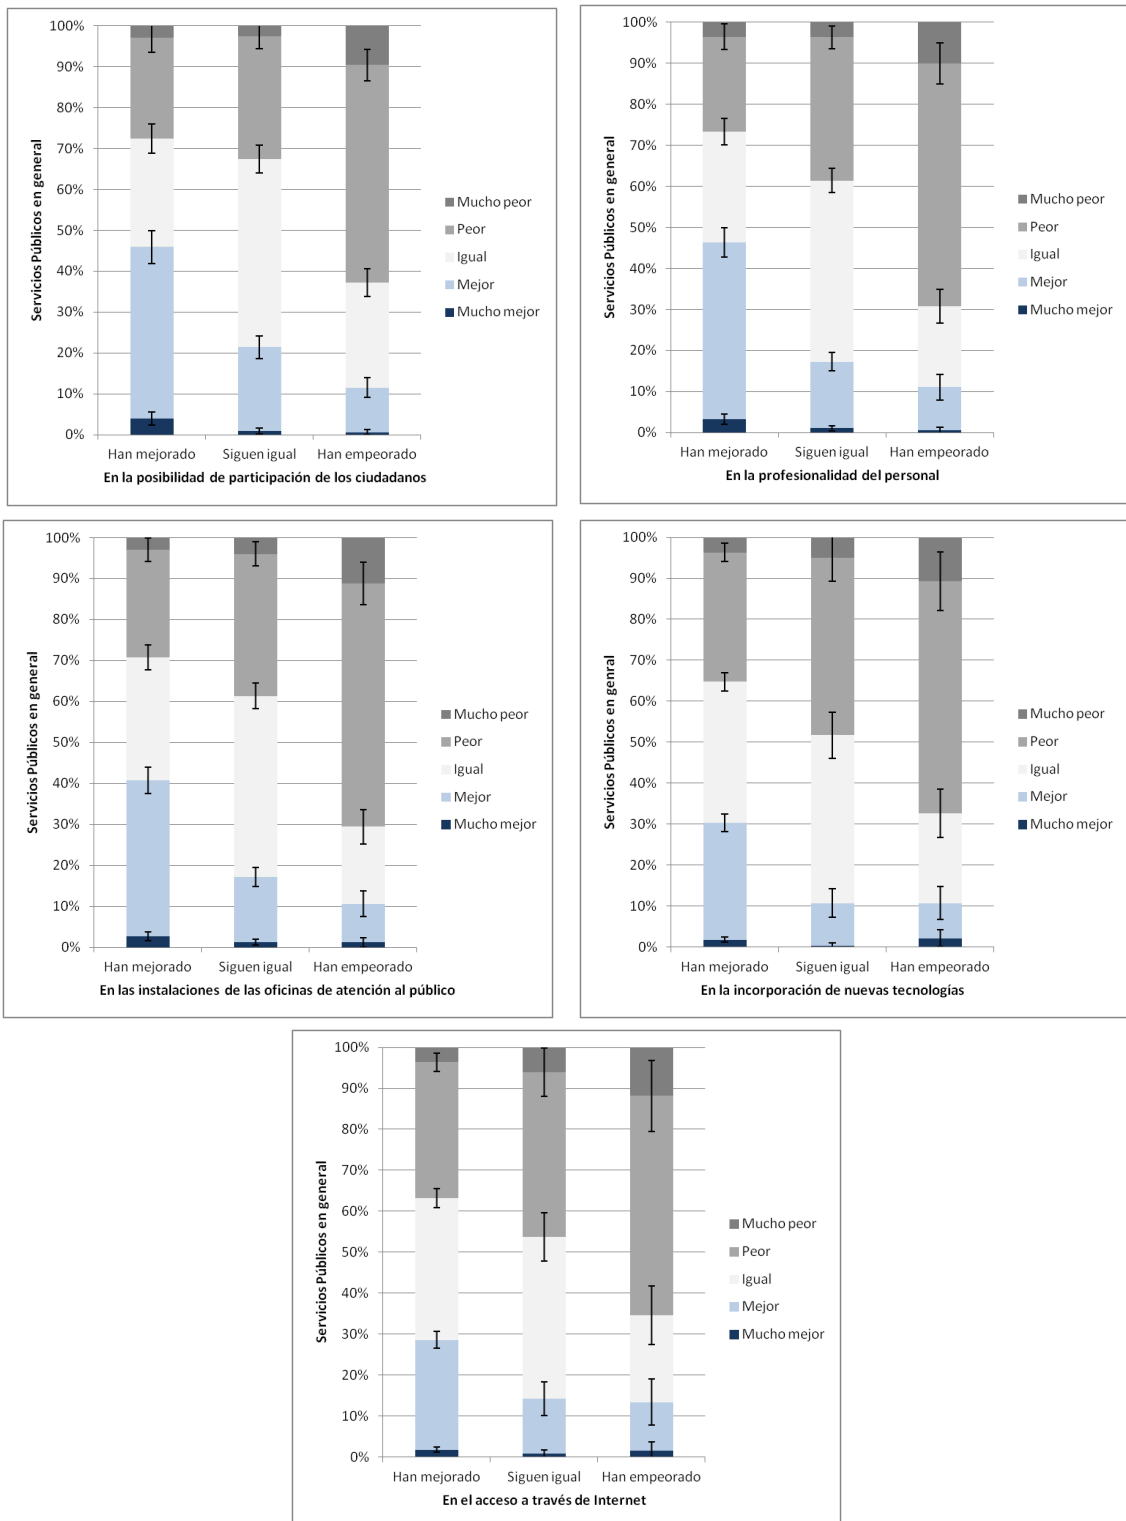 100%
90%
80%
70%
60%
50%
40%
30%
20%
10%
0%
Servicios Públicos en general
Han mejorado Siguen igual Han empeorado
En la posibilidad de participación de los ciudadanos
Mucho peor
Peor
Igual
Mejor
Mucho mejor
100%
90%
80%
70%
60%
50%
40%
30%
20%
10%
0%
Servicios Públicos en general
Han mejorado Siguen igual Han empeorado
En la profesionalidad del personal
Mucho peor
Peor
Igual
Mejor
Mucho mejor
100%
90%
80%
70%
60%
50%
40%
30%
20%
10%
0%
Servicios Públicos en general
Han mejorado Siguen igual Han empeorado
En las instalaciones de las oficinas de atención al público
Mucho peor
Peor
Igual
Mejor
Mucho mejor
100%
90%
80%
70%
60%
50%
40%
30%
20%
10%
0%
Servicios Públicos en genral
Han mejorado Siguen igual Han empeorado
En la incorporación de nuevas tecnologías
Mucho peor
Peor
Igual
Mejor
Mucho mejor
100%
90%
80%
70%
60%
50%
40%
30%
20%
10%
0%
Servicios Públicos en general
Han mejorado Siguen igual Han empeorado
En el acceso a través de Internet
Mucho peor
Peor
Igual
Mejor
Mucho mejor